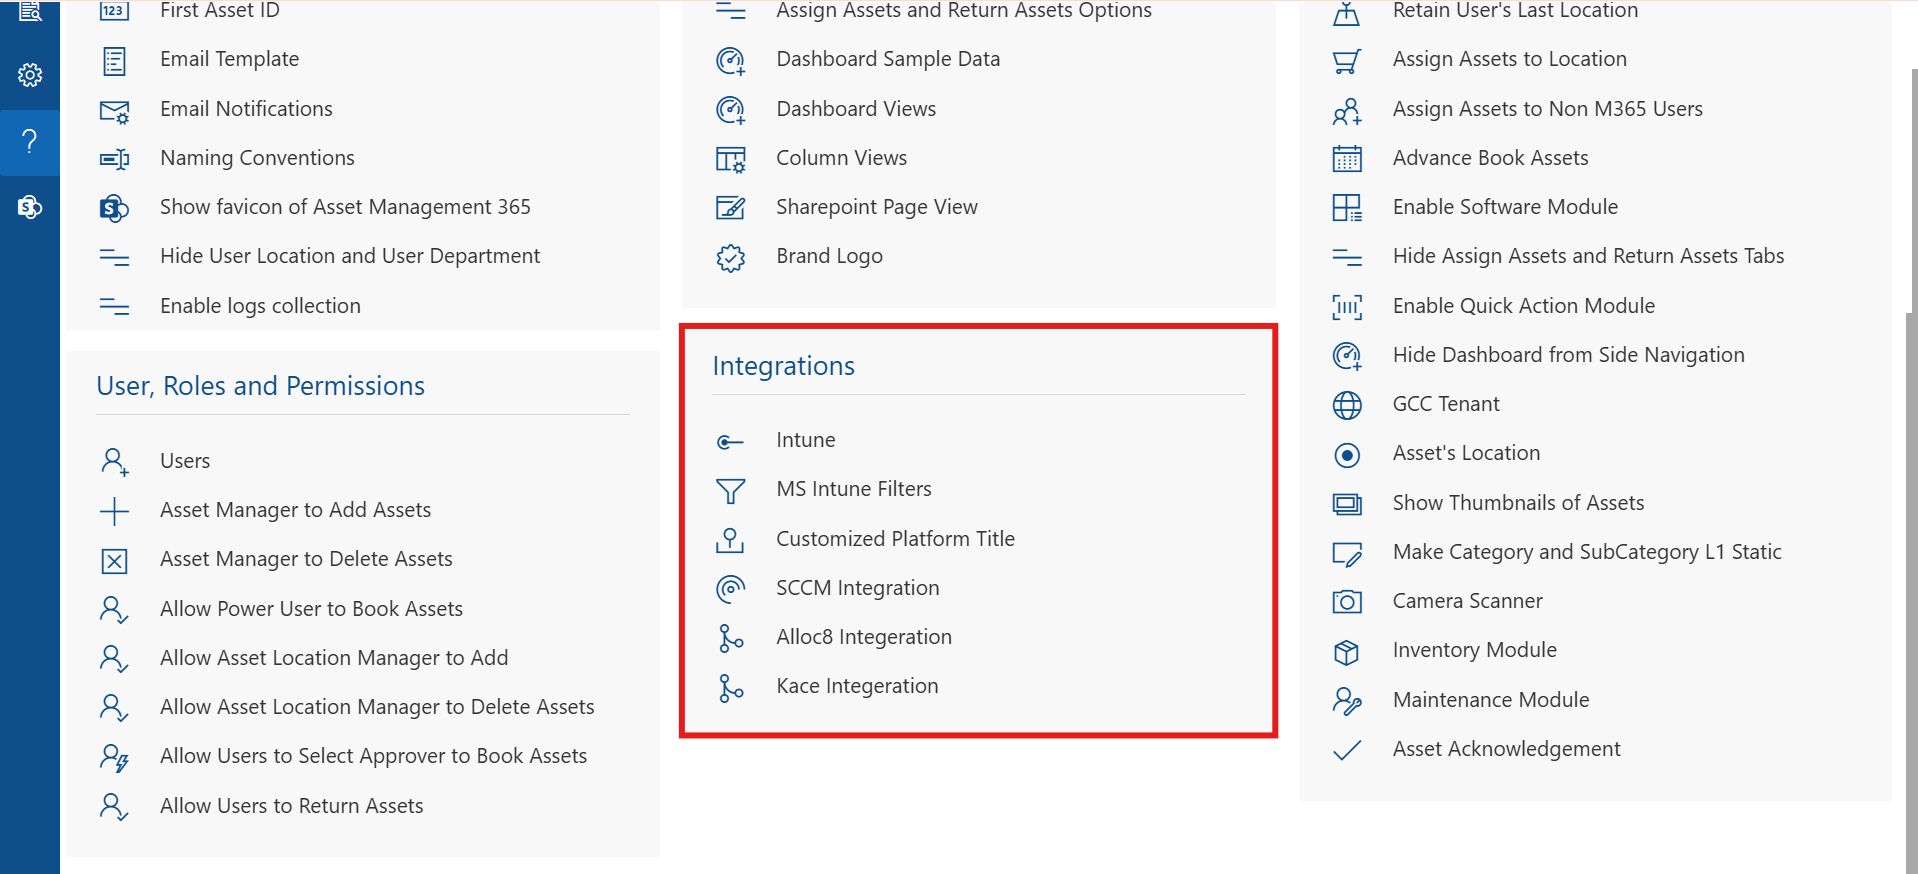 First Asset ID
Email Template
Email Notifications
Naming Conventions
Show favicon of Asset Management 365
Hide User Location and User Department
Enable logs collection
User, Roles and Permissions
Users
Asset Manager to Add Assets
Asset Manager to Delete Assets
Allow Power User to Book Assets
Allow Asset Location Manager to Add
Allow Asset Location Manager to Delete Assets
Allow Users to Select Approver to Book Assets
Allow Users to Return Assets
Assign Assets and Return Assets Options
Dashboard Sample Data
Dashboard Views
Column Views
Sharepoint Page View
Brand Logo
Integrations
Intune
MS Intune Filters
Customized Platform Title
SCCM Integration
Alloc8 Integeration
Kace Integeration
Retain User's Last Location
Assign Assets to Location
Assign Assets to Non M365 Users
Advance Book Assets
Enable Software Module
Hide Assign Assets and Return Assets Tabs
Enable Quick Action Module
Hide Dashboard from Side Navigation
GCC Tenant
Asset's Location
Show Thumbnails of Assets
Make Category and SubCategory L1 Static
Camera Scanner
Inventory Module
Maintenance Module
Asset Acknowledgement